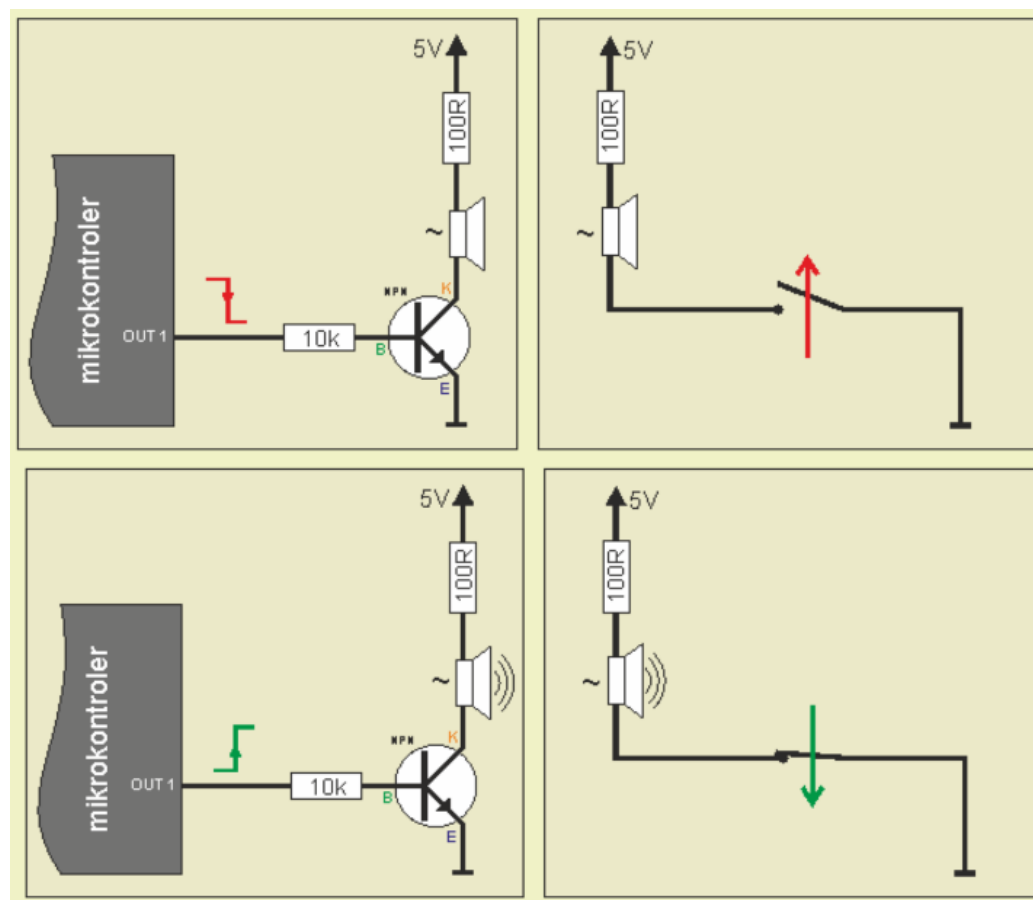 5V
100R
~
mikrokontroler
OUT 1
10k
NPN
K
B
E
5V
100R
~
5V
100R
~
mikrokontroler
OUT 1
10k
NPN
K
B
E
5V
100R
~